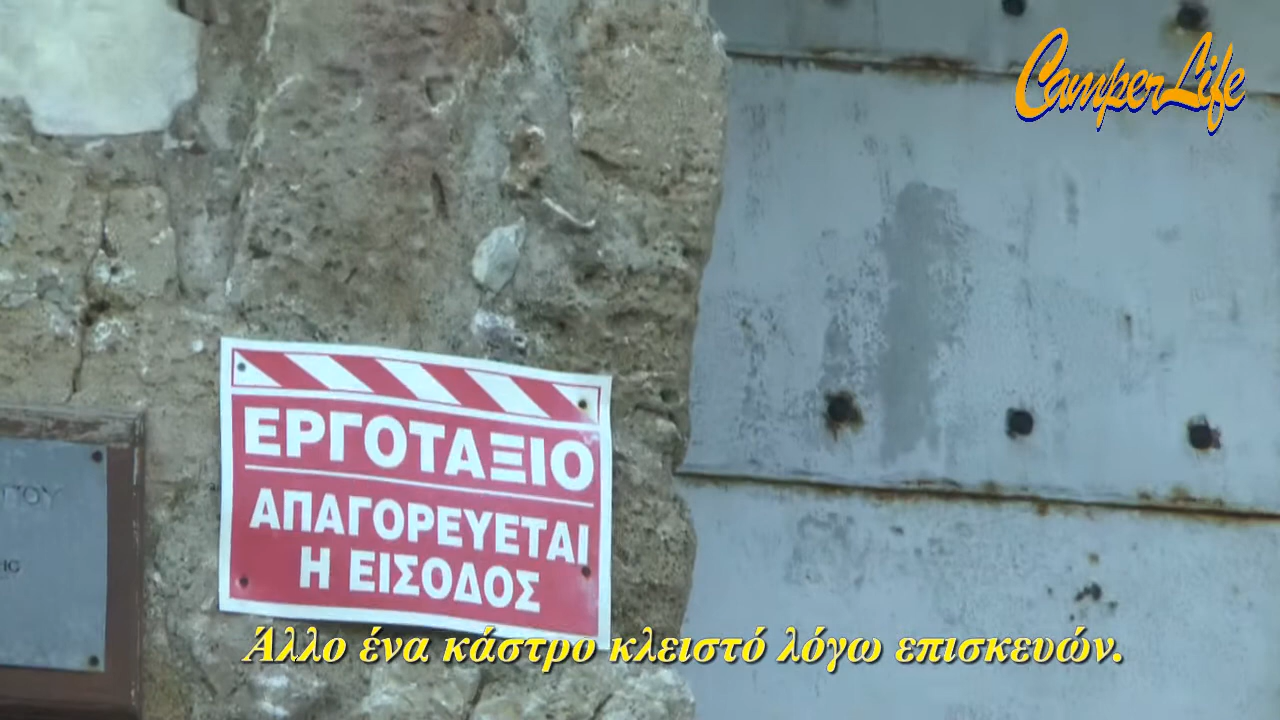 CamperLife
ΕΡΓΟΤΑΞΙΟ
ΑΠΑΓΟΡΕΥΕΤΑΙ
Η ΕΙΣΟΔΟΣ
Άλλο ένα κάστρο κλειστό λόγω επισκευών.